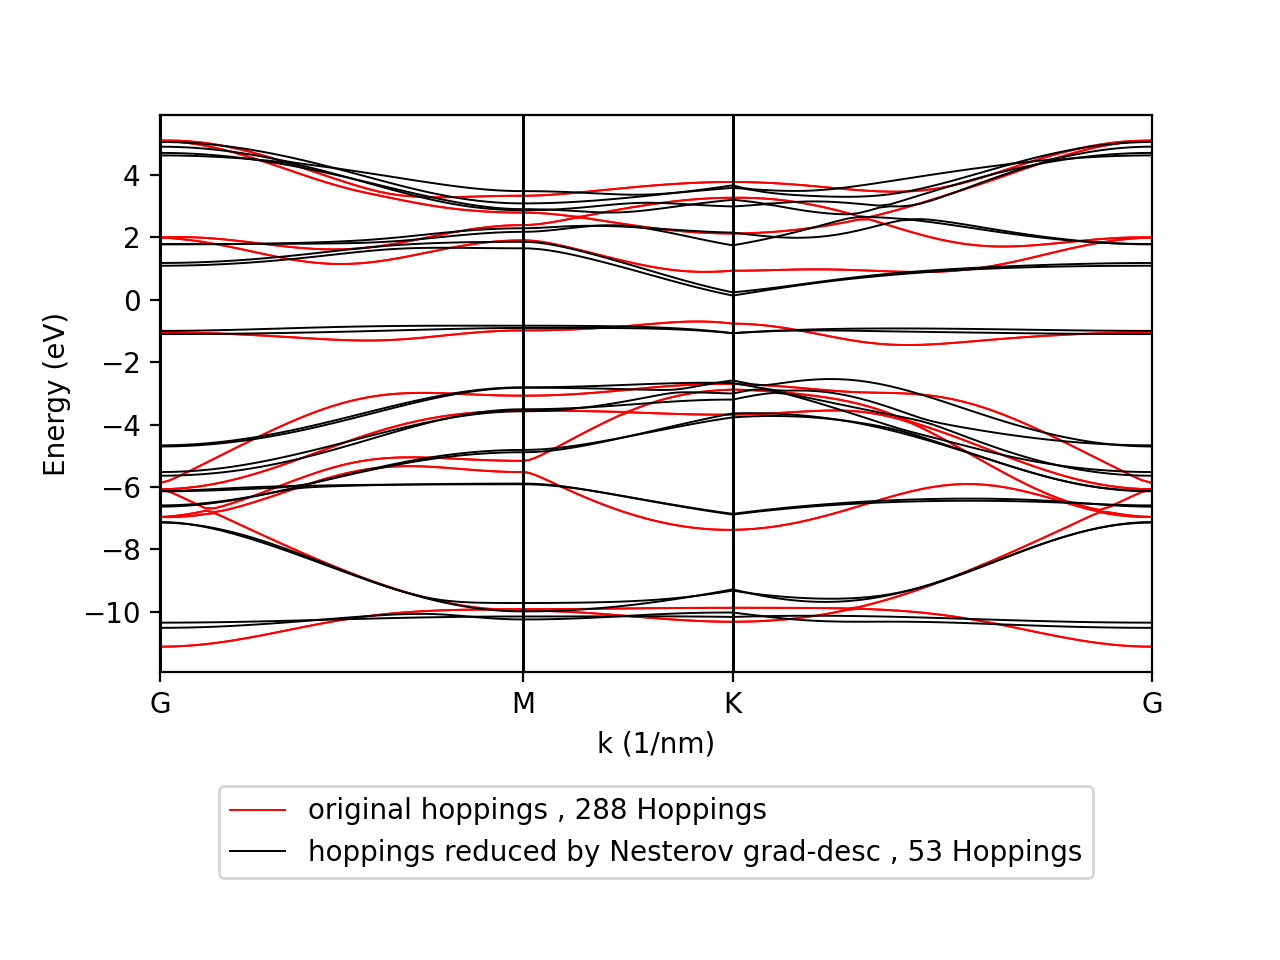 4
2
0
−2
−4
−6
−8
−10
Energy (eV)
G M K G
k (1/nm)
original hoppings , 288 Hoppings
hoppings reduced by Nesterov grad-desc , 53 Hoppings